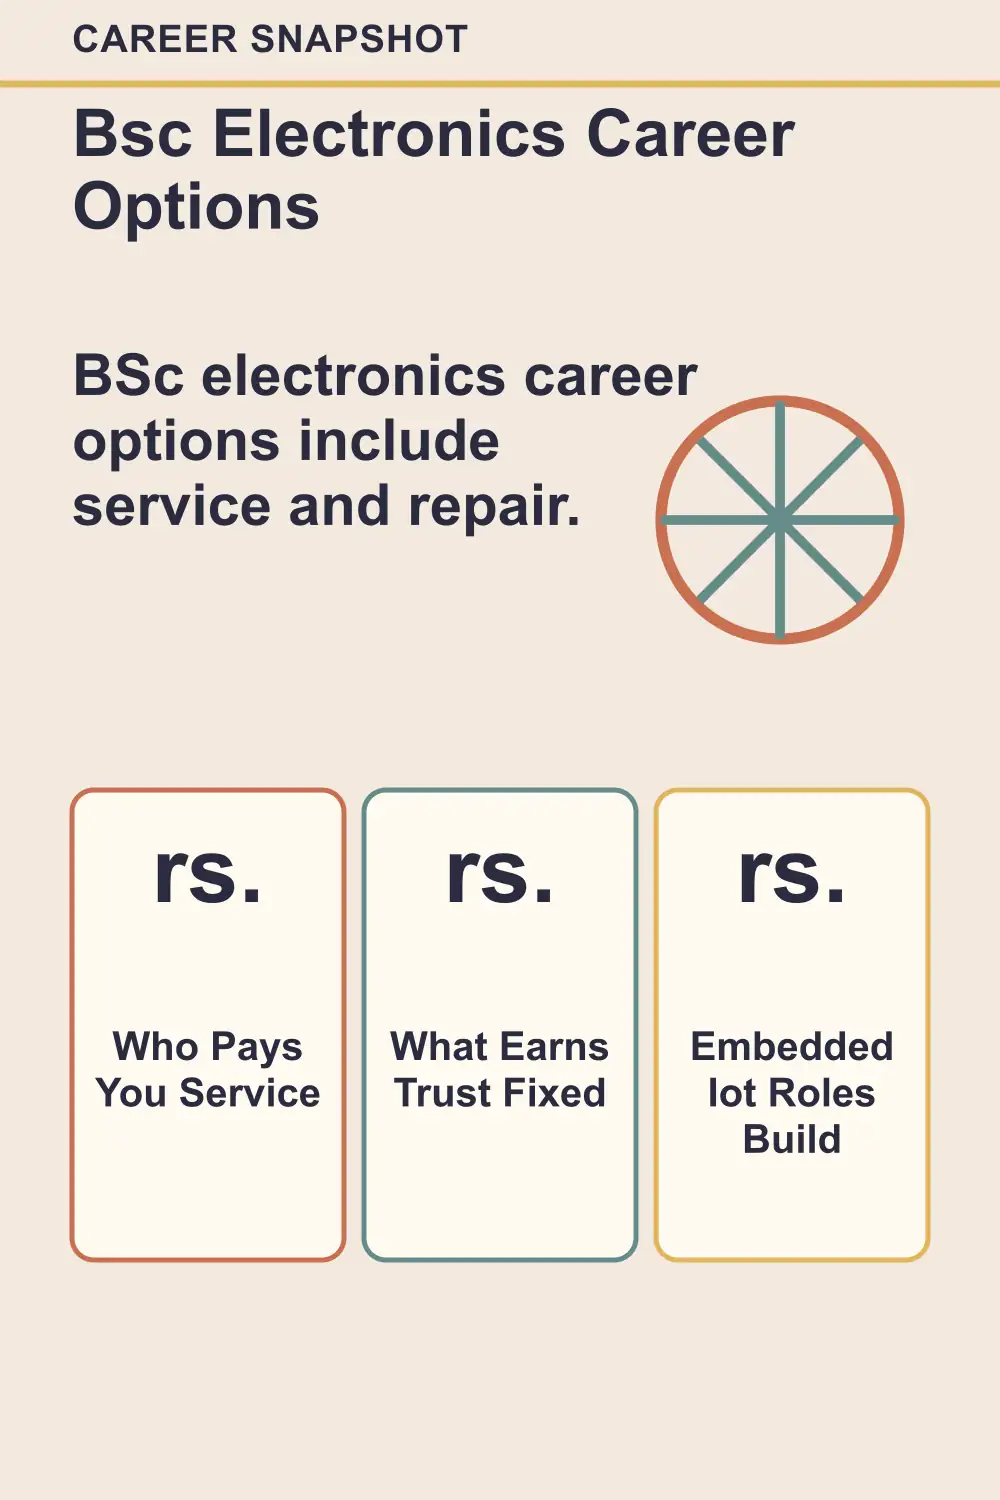 CAREER SNAPSHOT
Bsc Electronics Career
Options
BSc electronics career
options include
service and repair.
rs.
Who Pays
You Service
rs.
What Earns
Trust Fixed
rs.
Embedded
Iot Roles
Build